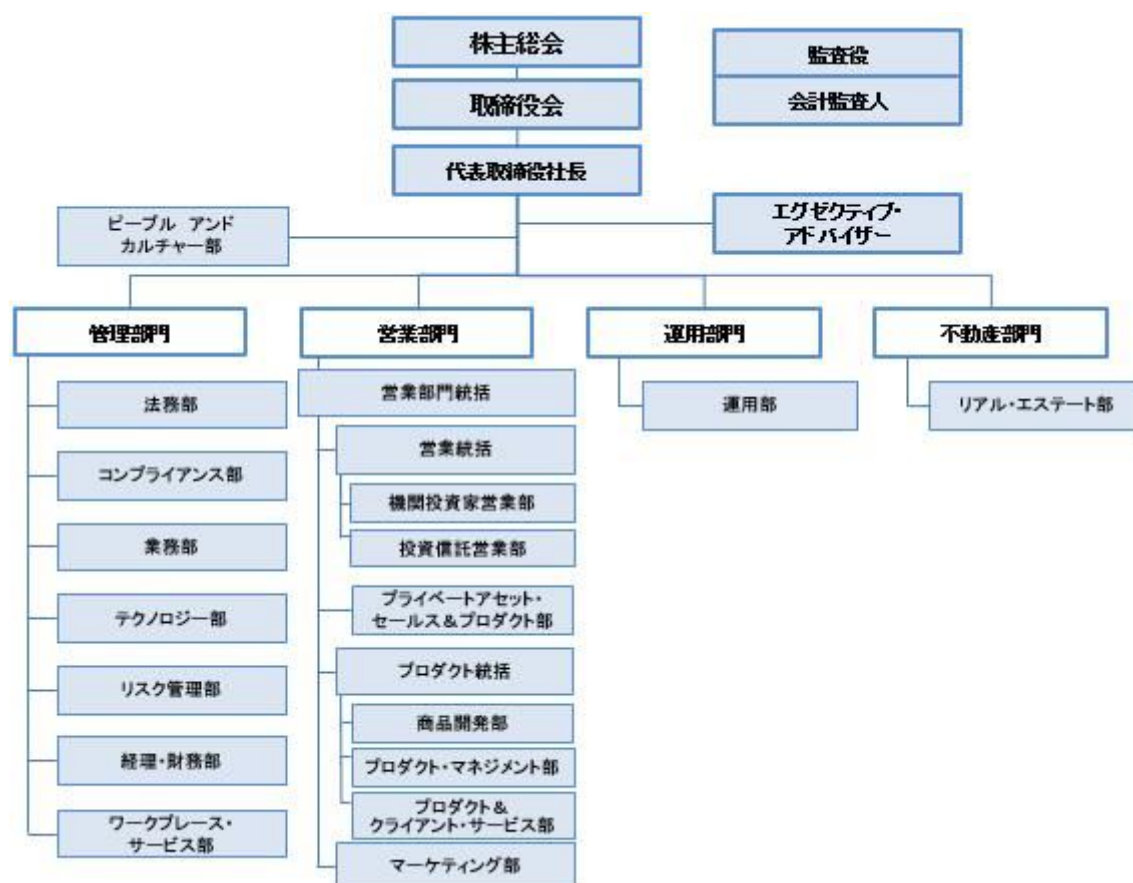 株主総会
監査役
取締役会
会計監査人
代表取締役社長
ピープル アンド
カルチャー部
エグゼクティブ・
アドバイザー
管理部門
営業部門
運用部門
不動産部門
法務部
コンプライアンス部
業務部
テクノロジー部
リスク管理部
経理・財務部
ワークプレース・
サービス部
営業部門統括
営業統括
機関投資家営業部
投資信託営業部
プライベートアセット・
セールス&プロダクト部
プロダクト統括
商品開発部
プロダクト・マネジメント部
プロダクト&
クライアント・サービス部
マーケティング部
運用部
リアル・エステート部